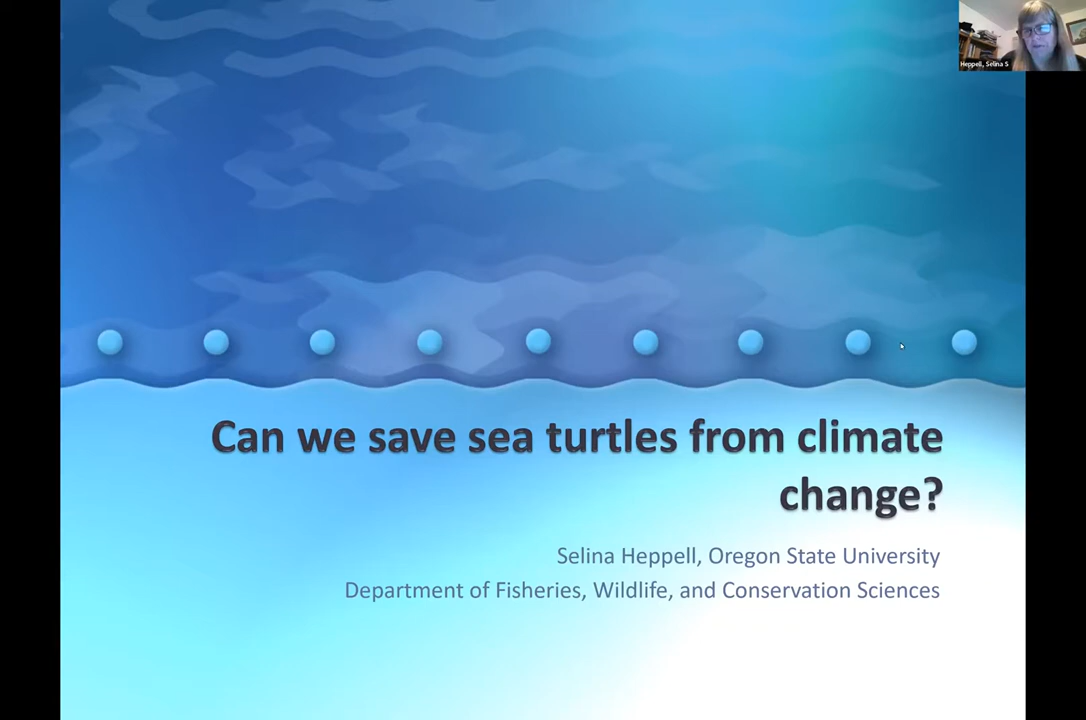 Heppell, Selina S
Can we save sea turtles from climate
change?
Selina Heppell, Oregon State University
Department of Fisheries, Wildlife, and Conservation Sciences